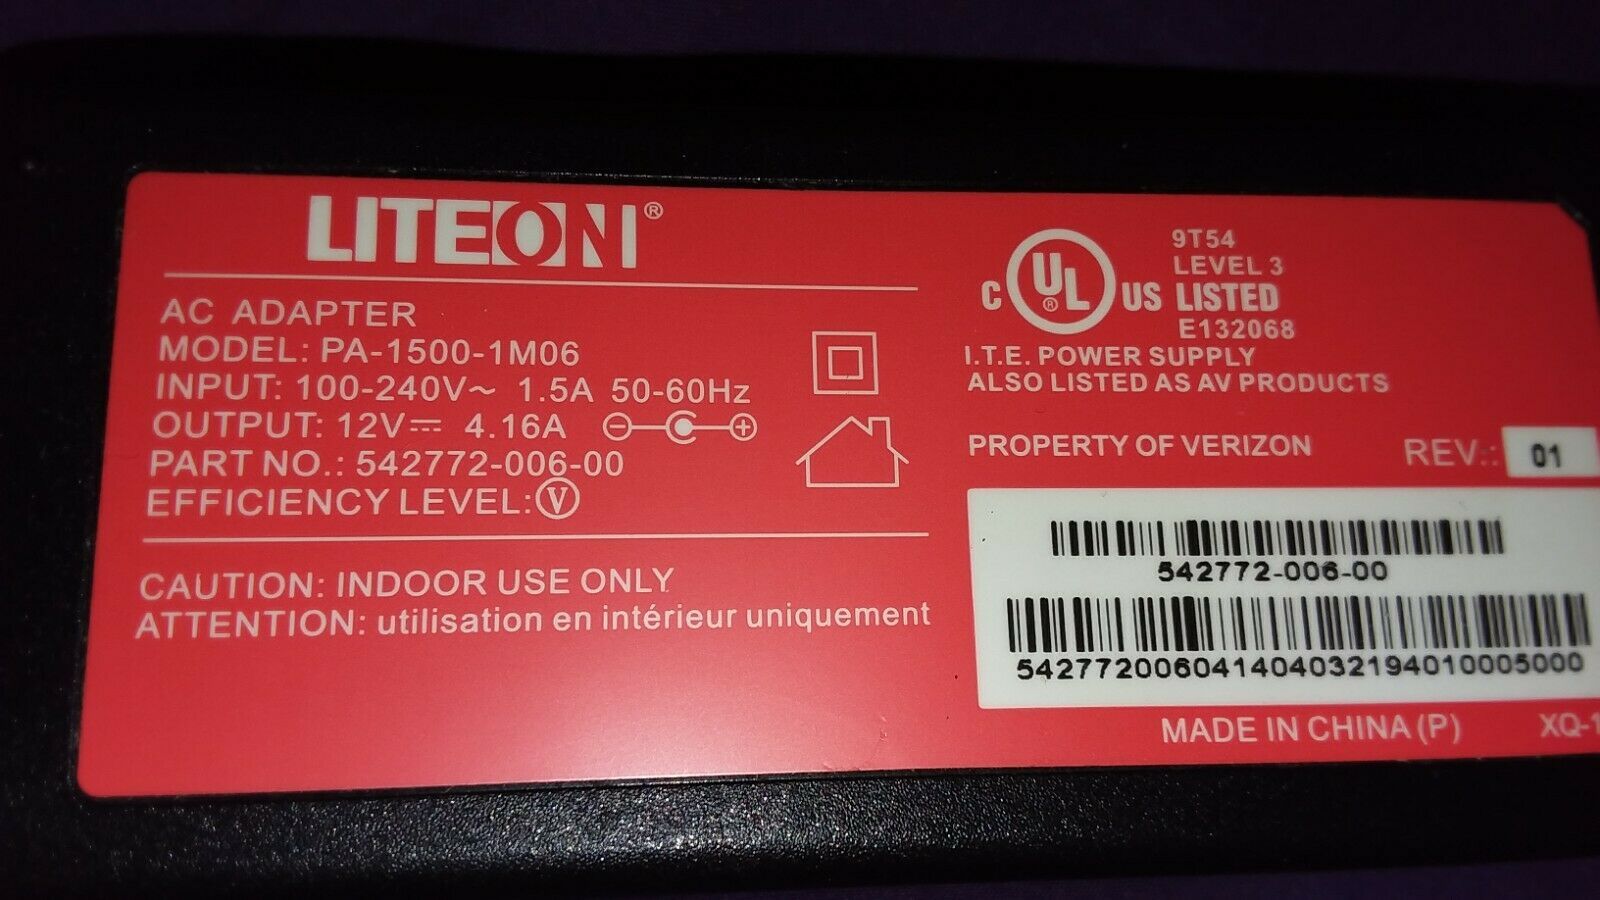 LITEON®
AC ADAPTER
MODEL: PA-1500-1M06
INPUT: 100-240V~ 1.5A 50-60Hz
OUTPUT: 12V⎓ 4.16A
PART NO.: 542772-006-00
EFFICIENCY LEVEL: V
CAUTION: INDOOR USE ONLY
ATTENTION: utilisation en intérieur uniquement
9T54
LEVEL 3
C UL® US LISTED
E132068
I.T.E. POWER SUPPLY
ALSO LISTED AS AV PRODUCTS
PROPERTY OF VERIZON
REV.: 01
542772-006-00
542772006041404032194010005000
MADE IN CHINA (P)
XQ-1